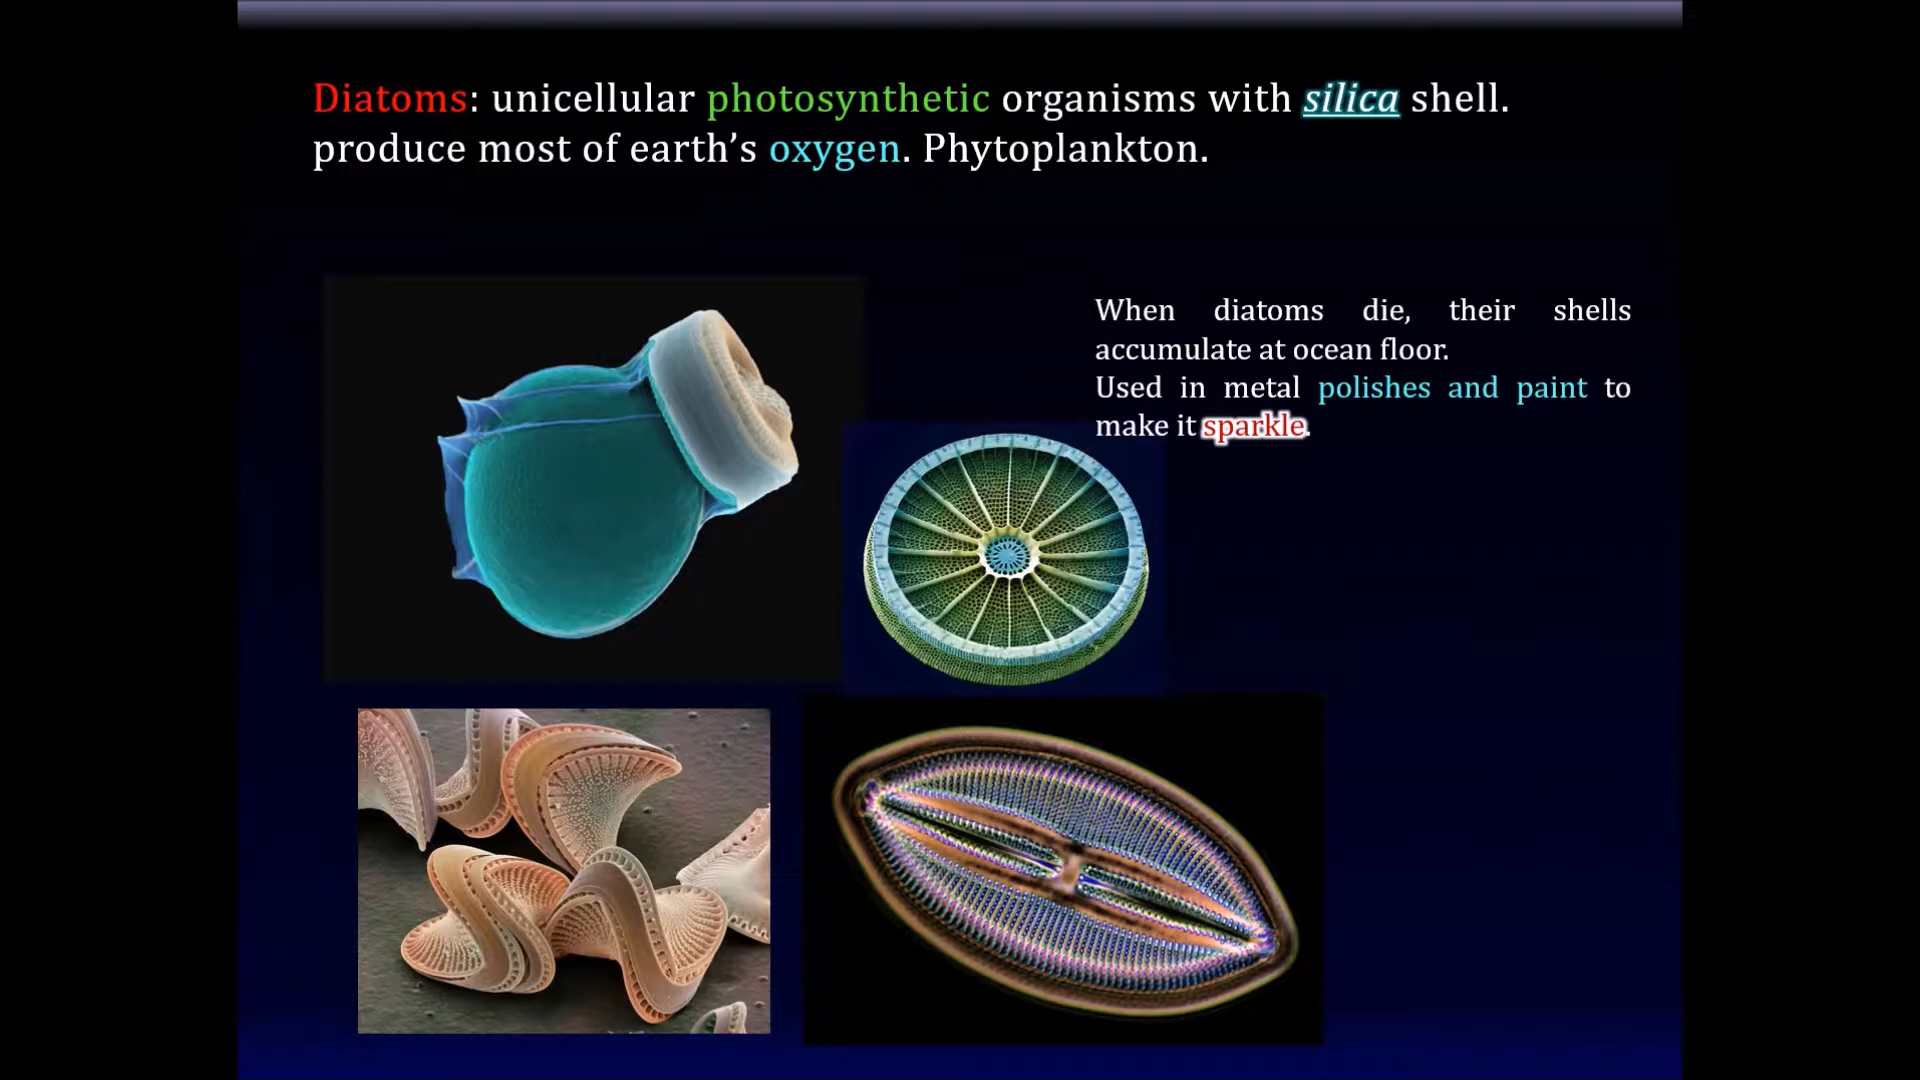 Diatoms: unicellular photosynthetic organisms with silica shell.
produce most of earth’s oxygen. Phytoplankton.
When diatoms die, their shells
accumulate at ocean floor.
Used in metal polishes and paint to
make it sparkle.